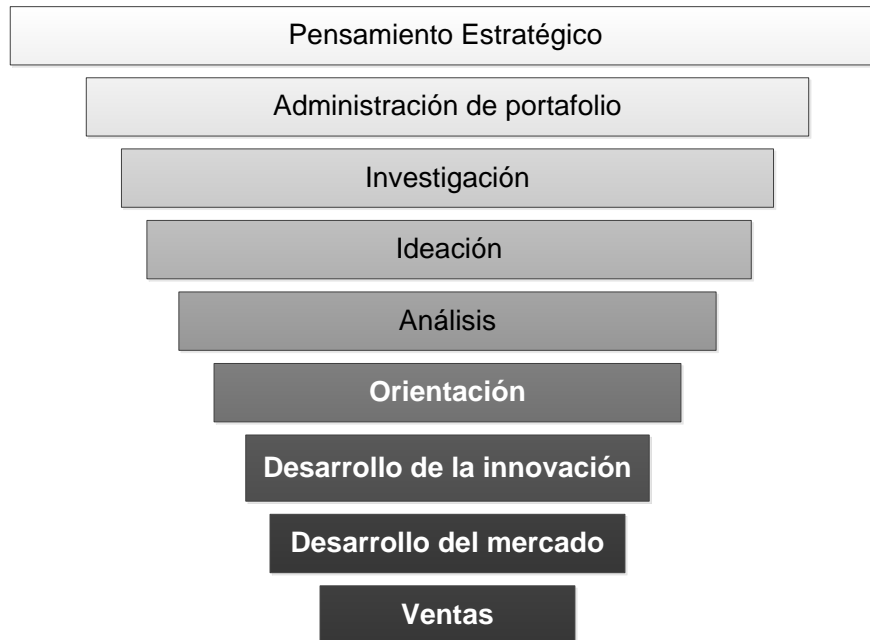 Pensamiento Estratégico
Administración de portafolio
Investigación
Ideación
Análisis
Orientación
Desarrollo de la innovación
Desarrollo del mercado
Ventas